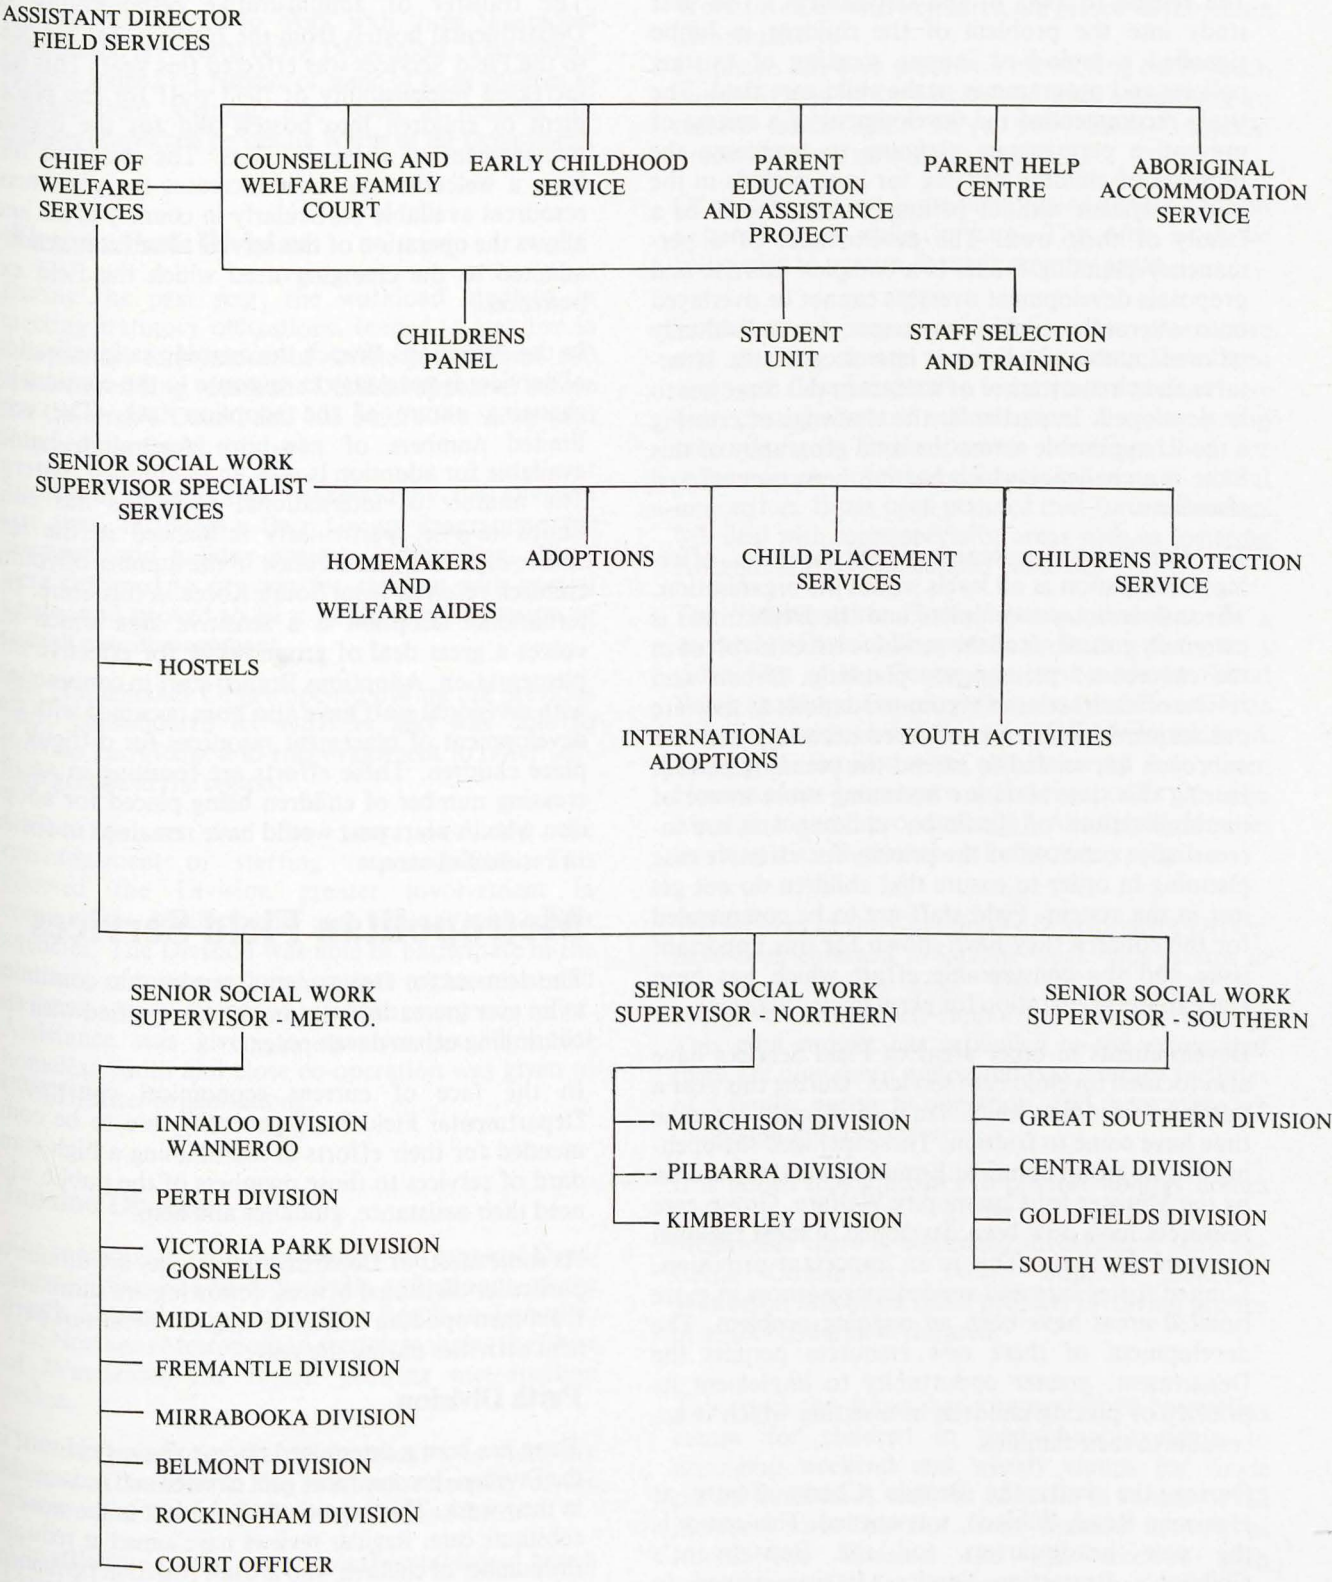 ASSISTANT DIRECTOR
FIELD SERVICES
CHIEF OF
WELFARE
SERVICES
COUNSELLING AND
WELFARE FAMILY
COURT
EARLY CHILDHOOD
SERVICE
PARENT
EDUCATION
AND ASSISTANCE
PROJECT
PARENT HELP
CENTRE
ABORIGINAL
ACCOMMODATION
SERVICE
CHILDRENS
PANEL
STUDENT
UNIT
STAFF SELECTION
AND TRAINING
SENIOR SOCIAL WORK
SUPERVISOR SPECIALIST
SERVICES
HOMEMAKERS
AND
WELFARE AIDES
ADOPTIONS
CHILD PLACEMENT
SERVICES
CHILDRENS PROTECTION
SERVICE
HOSTELS
INTERNATIONAL
ADOPTIONS
YOUTH ACTIVITIES
SENIOR SOCIAL WORK
SUPERVISOR - METRO.
INNALOO DIVISION
WANNEROO
PERTH DIVISION
VICTORIA PARK DIVISION
GOSNELLS
MIDLAND DIVISION
FREMANTLE DIVISION
MIRRABOOKA DIVISION
BELMONT DIVISION
ROCKINGHAM DIVISION
COURT OFFICER
SENIOR SOCIAL WORK
SUPERVISOR - NORTHERN
MURCHISON DIVISION
PILBARRA DIVISION
KIMBERLEY DIVISION
SENIOR SOCIAL WORK
SUPERVISOR - SOUTHERN
GREAT SOUTHERN DIVISION
CENTRAL DIVISION
GOLDFIELDS DIVISION
SOUTH WEST DIVISION